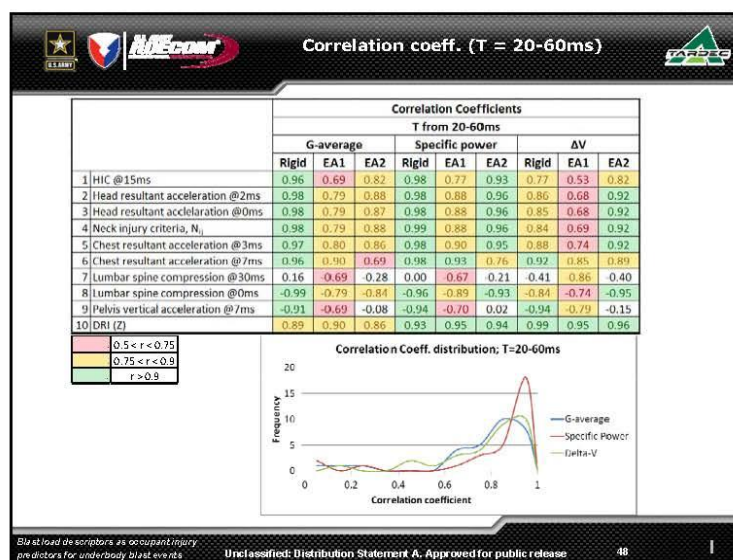 U.S.ARMY
RDECOM
Correlation coeff. (T = 20-60ms)
TARDEC
Correlation Coefficients
T from 20-60ms
G-average Specific power ΔV
Rigid EA1 EA2 Rigid EA1 EA2 Rigid EA1 EA2
1 HIC @15ms 0.96 0.69 0.82 0.98 0.77 0.93 0.77 0.53 0.82
2 Head resultant acceleration @2ms 0.98 0.79 0.88 0.98 0.88 0.96 0.86 0.68 0.92
3 Head resultant acclelaration @0ms 0.98 0.79 0.87 0.98 0.88 0.96 0.85 0.68 0.92
4 Neck injury criteria, Nij 0.98 0.79 0.88 0.99 0.88 0.96 0.84 0.69 0.92
5 Chest resultant acceleration @3ms 0.97 0.80 0.86 0.98 0.90 0.95 0.88 0.74 0.92
6 Chest resultant acceleration @7ms 0.96 0.90 0.69 0.98 0.93 0.76 0.92 0.85 0.89
7 Lumbar spine compression @30ms 0.16 -0.69 -0.28 0.00 -0.67 -0.21 -0.41 -0.86 -0.40
8 Lumbar spine compression @0ms -0.99 -0.79 -0.84 -0.96 -0.89 -0.93 -0.84 -0.74 -0.95
9 Pelvis vertical acceleration @7ms -0.91 -0.69 -0.08 -0.94 -0.70 0.02 -0.94 -0.79 -0.15
10 DRI (Z) 0.89 0.90 0.86 0.93 0.95 0.94 0.99 0.95 0.96
0.5 < r < 0.75
0.75 < r < 0.9
r > 0.9
Correlation Coeff. distribution; T=20-60ms
20
15
10
5
0
Frequency
0 0.2 0.4 0.6 0.8 1
Correlation coefficient
G-average
Specific Power
Delta-V
Blast load descriptors as occupant injury
predictors for underbody blast events
Unclassified: Distribution Statement A. Approved for public release
48